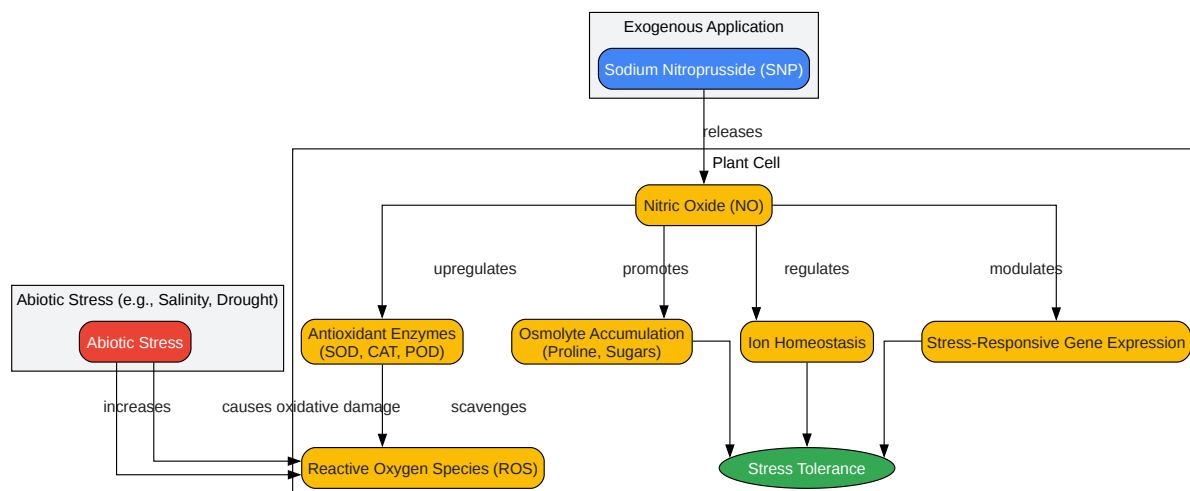 Exogenous Application
Sodium Nitroprusside (SNP)
releases
Plant Cell
Nitric Oxide (NO)
upregulates
promotes
regulates
modulates
Abiotic Stress (e.g., Salinity, Drought)
Abiotic Stress
Antioxidant Enzymes
(SOD, CAT, POD)
Osmolyte Accumulation
(Proline, Sugars)
Ion Homeostasis
Stress-Responsive Gene Expression
increases
causes oxidative damage
scavenges
Reactive Oxygen Species (ROS)
Stress Tolerance